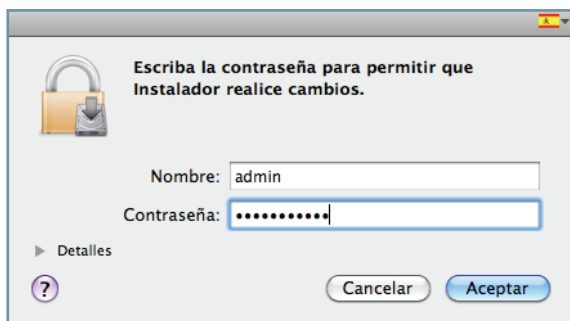 Escriba la contraseña para permitir que
Instalador realice cambios.
Nombre: admin
Contraseña: •••••••••••
Detalles
? Cancelar Aceptar